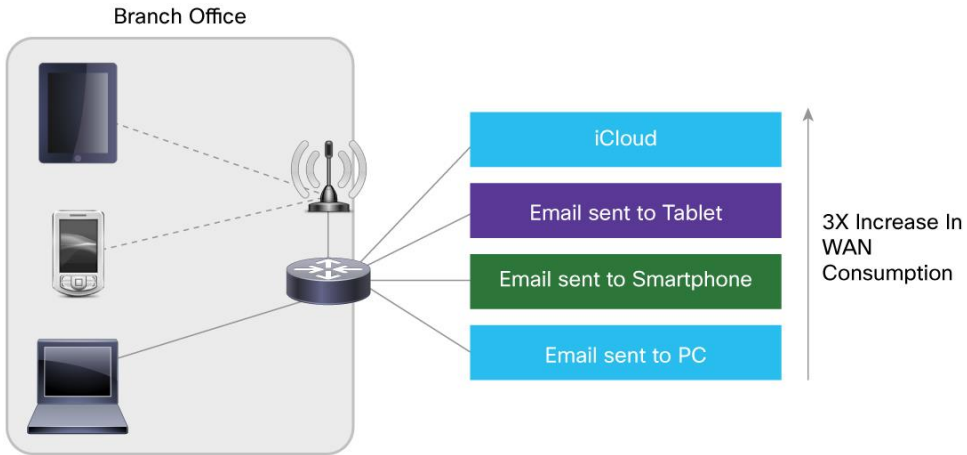 Branch Office
iCloud
Email sent to Tablet
Email sent to Smartphone
Email sent to PC
3X Increase In
WAN
Consumption